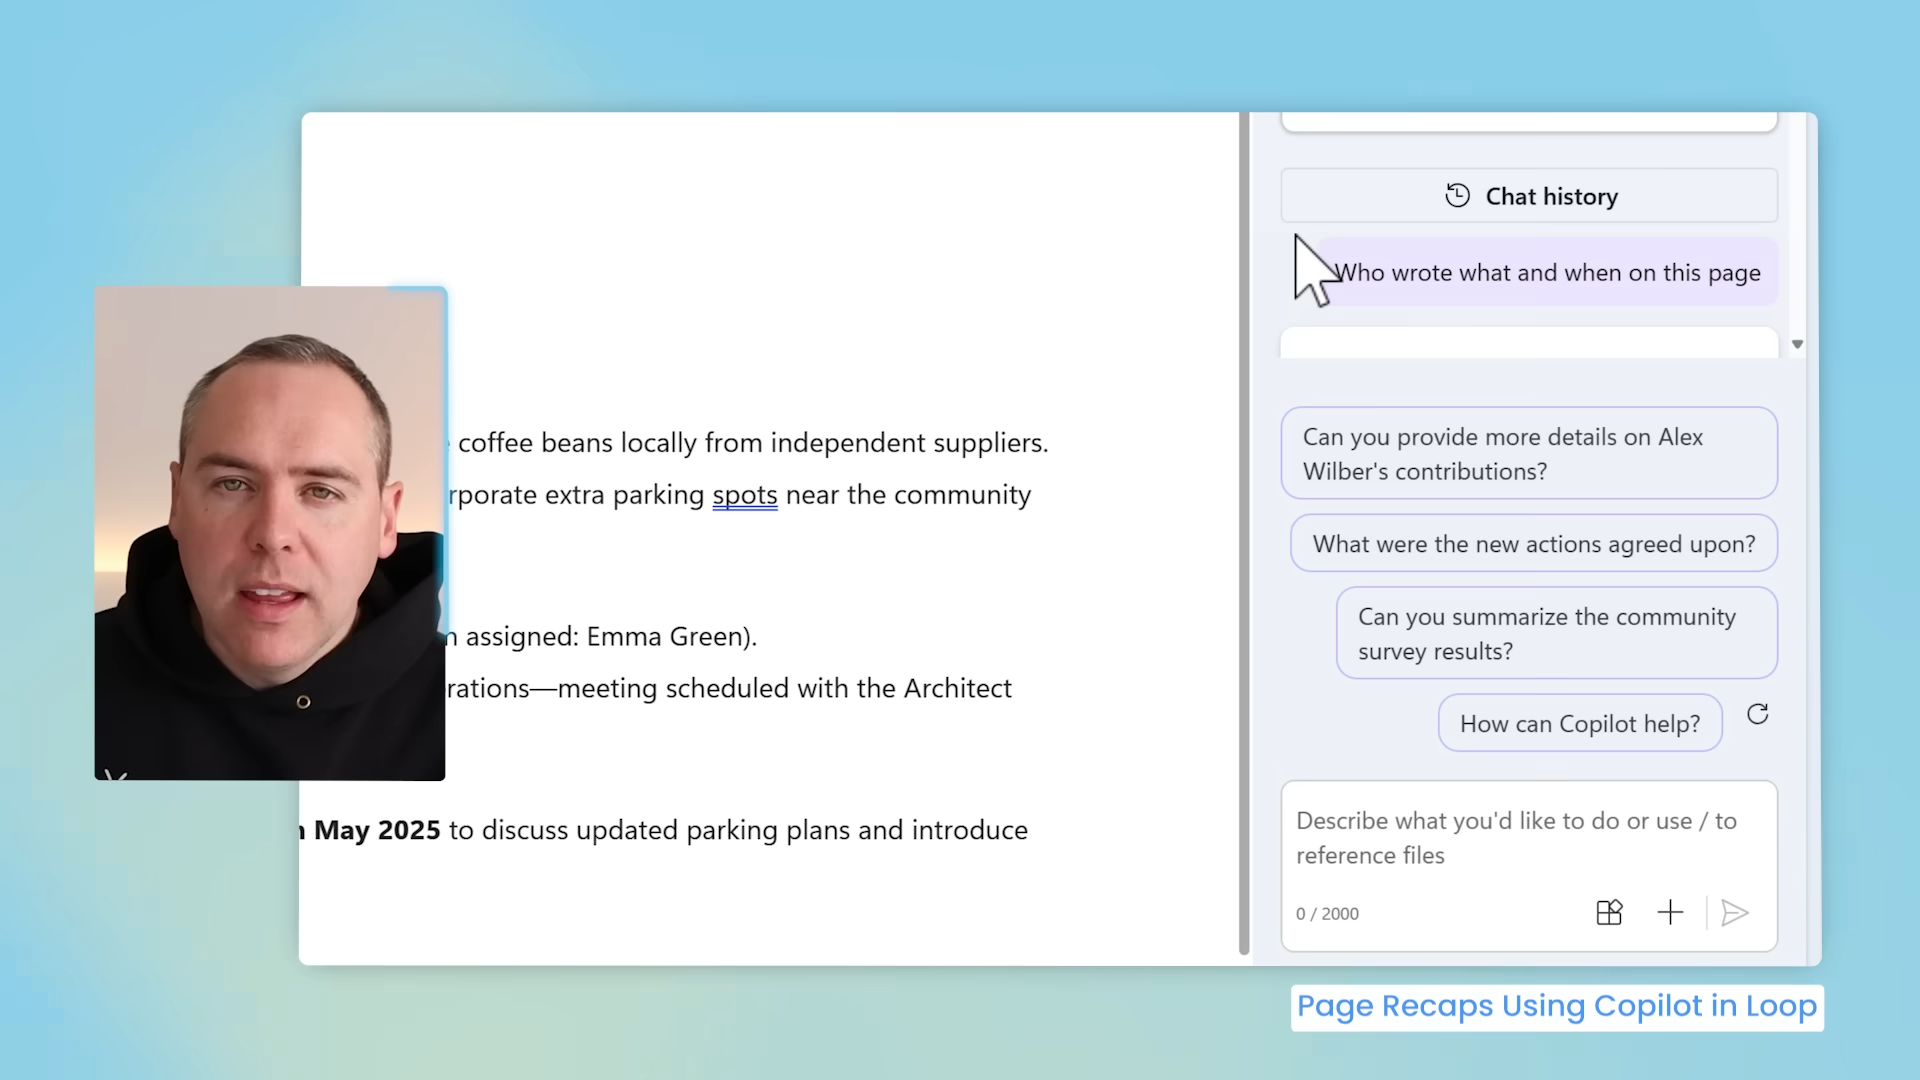 coffee beans locally from independent suppliers.
extra parking spots near the community
assigned: Emma Green).
meeting scheduled with the Architect
May 2025 to discuss updated parking plans and introduce
Chat history
Who wrote what and when on this page
Can you provide more details on Alex
Wilber's contributions?
What were the new actions agreed upon?
Can you summarize the community
survey results?
How can Copilot help?
Describe what you'd like to do or use / to
reference files
0 / 2000
Page Recaps Using Copilot in Loop